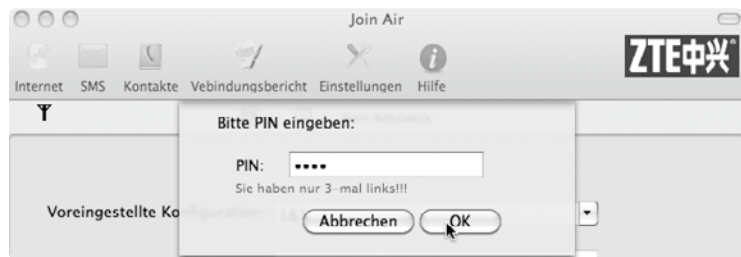 Join Air
ZTE中兴
Internet SMS Kontakte Vebindungsbericht Einstellungen Hilfe
Bitte PIN eingeben:
PIN: ••••
Sie haben nur 3-mal links!!!
Voreingestellte Ko
Abbrechen OK